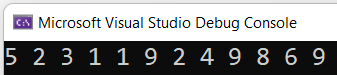 Microsoft Visual Studio Debug Console
5 2 3 1 1 9 2 4 9 8 6 9